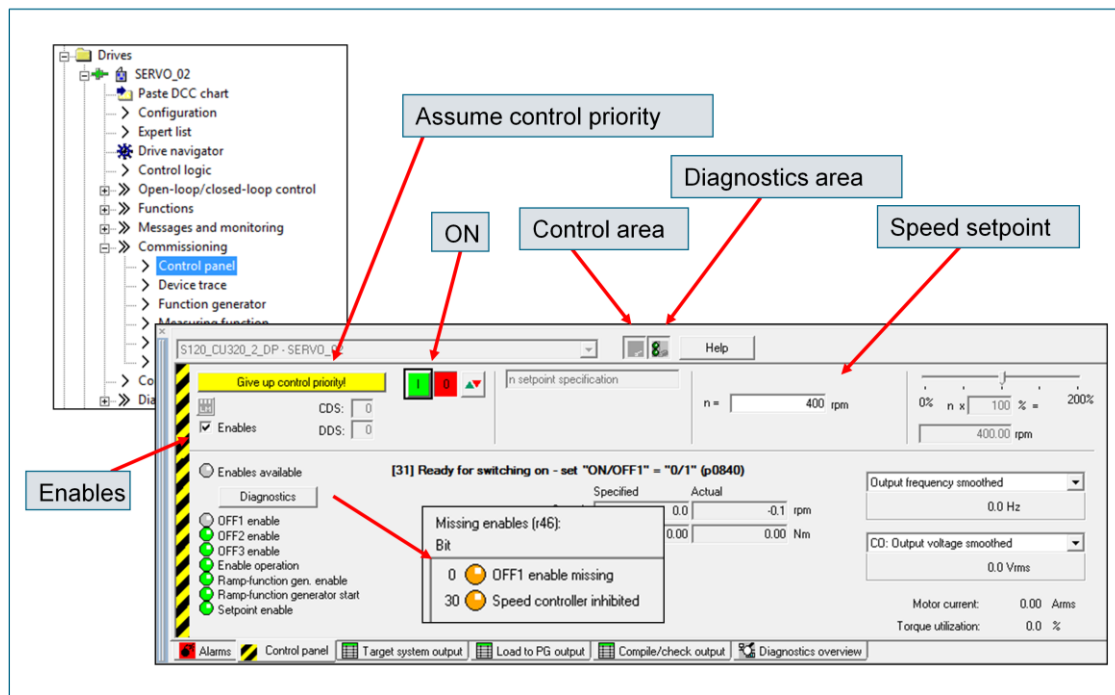 Drives
SERVO_02
Paste DCC chart
Configuration
Expert list
Drive navigator
Control logic
Open-loop/closed-loop control
Functions
Messages and monitoring
Commissioning
Control panel
Device trace
Function generator
Measuring function
Assume control priority
Diagnostics area
ON
Control area
Speed setpoint
S120_CU320_2_DP - SERVO_02
Help
Give up control priority!
I 0
n setpoint specification
n = 400 rpm
0% n x 100 % = 200%
400.00 rpm
CDS: 0
Enables
DDS: 0
Enables
Enables available
[31] Ready for switching on - set "ON/OFF1" = "0/1" (p0840)
Diagnostics
Specified Actual
0.0 -0.1 rpm
0.00 0.00 Nm
OFF1 enable
OFF2 enable
OFF3 enable
Enable operation
Ramp-function gen. enable
Ramp-function generator start
Setpoint enable
Missing enables (r46):
Bit
0 OFF1 enable missing
30 Speed controller inhibited
Output frequency smoothed
0.0 Hz
CO: Output voltage smoothed
0.0 Vrms
Motor current: 0.00 Arms
Torque utilization: 0.0 %
Alarms
Control panel
Target system output
Load to PG output
Compile/check output
Diagnostics overview